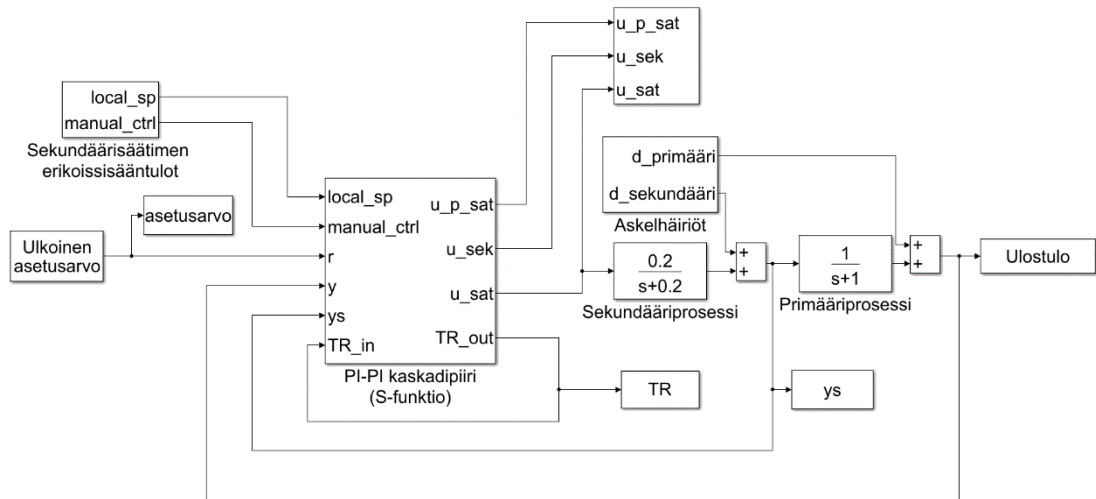 u_p_sat
u_sek
u_sat
local_sp
manual_ctrl
Sekundäärisäätimen
erikoissisääntulot
d_primääri
d_sekundääri
Askelhäiriöt
asetusarvo
Ulkoinen
asetusarvo
local_sp
manual_ctrl
r
y
ys
TR_in
u_p_sat
u_sek
u_sat
TR_out
PI-PI kaskadipiiri
(S-funktio)
0.2
s+0.2
Sekundääriprosessi
+
+
1
s+1
Primääriprosessi
+
+
Ulostulo
TR
ys